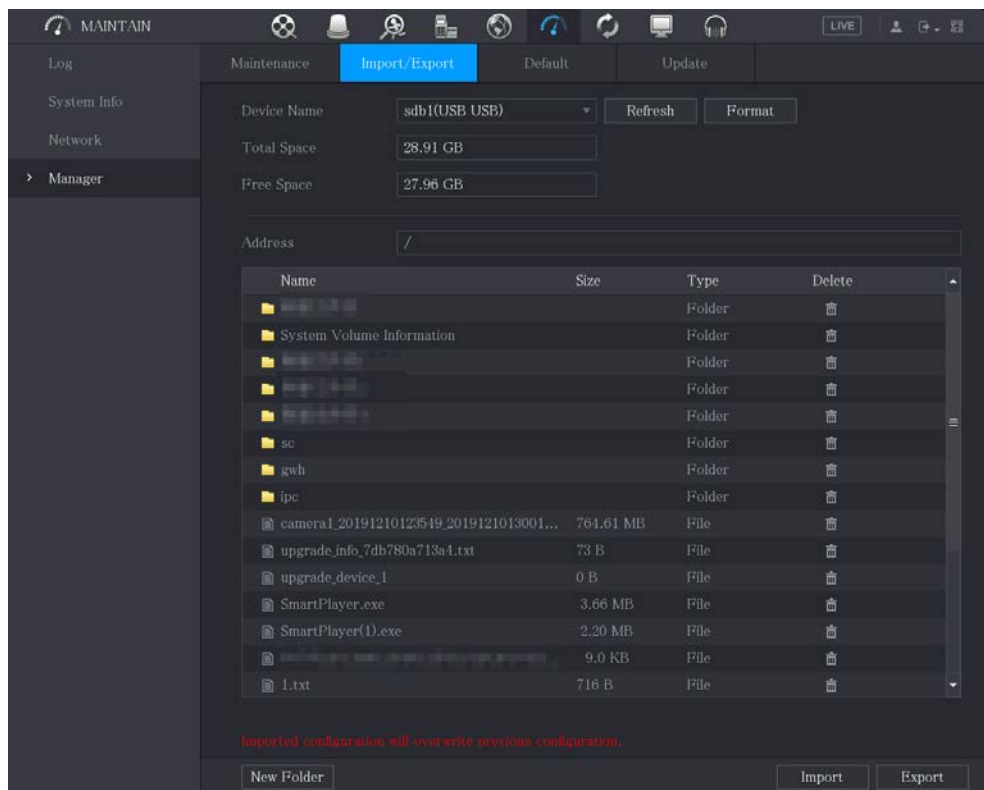 MAINTAIN LIVE
Log Maintenance Import/Export Default Update
System Info
Network
> Manager
Device Name sdb1(USB USB) Refresh Format
Total Space 28.91 GB
Free Space 27.96 GB
Address /
Name Size Type Delete
Folder
System Volume Information Folder
Folder
Folder
Folder
sc Folder
gwh Folder
ipc Folder
camera1_20191210123549_2019121013001... 764.61 MB File
upgrade_info_7db780a713a4.txt 73 B File
upgrade_device_1 0 B File
SmartPlayer.exe 3.66 MB File
SmartPlayer(1).exe 2.20 MB File
9.0 KB File
1.txt 716 B File
Imported configuration will overwrite previous configuration.
New Folder Import Export